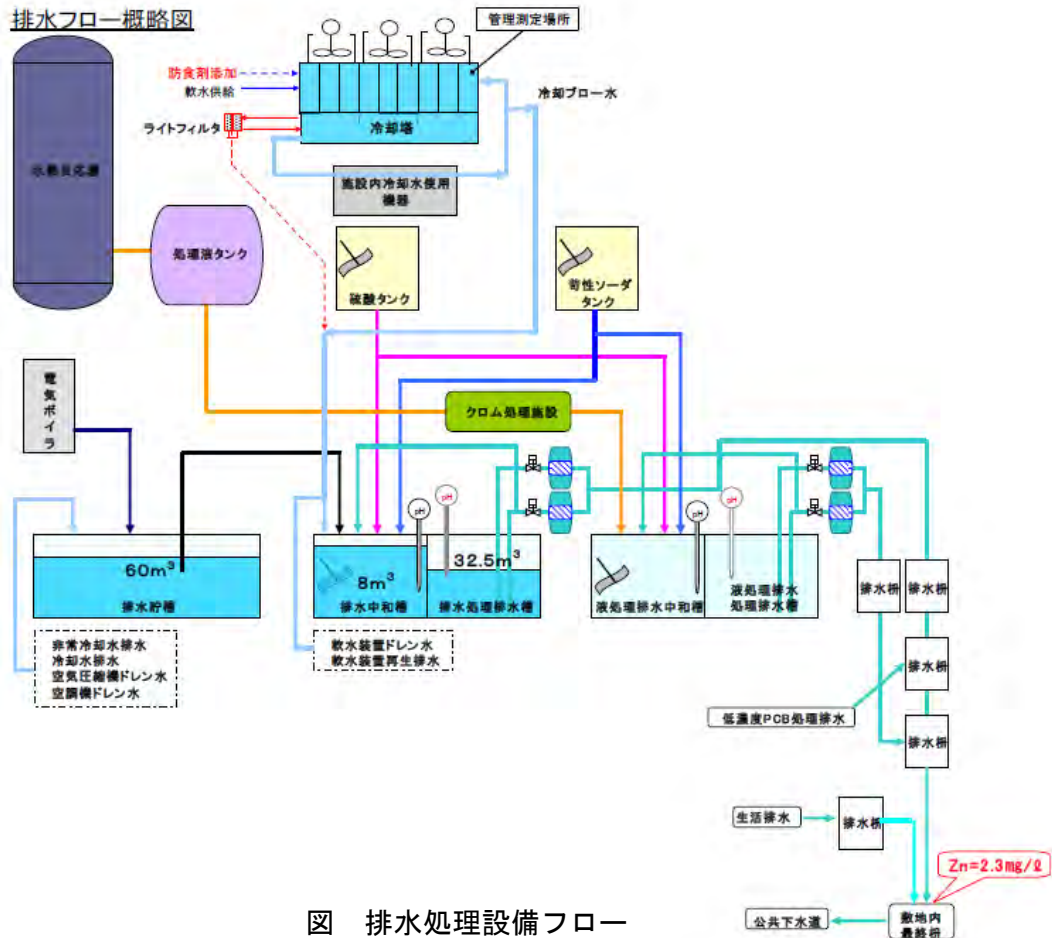 排水フロー概略図
管理測定場所
防食剤添加
軟水供給
冷却ブロー水
ライトフィルタ
冷却塔
水熱反応器
施設内冷却水使用
機器
処理液タンク
硫酸タンク
苛性ソーダ
タンク
電気ボイラ
クロム処理施設
pH
pH
pH
pH
60m³
排水貯槽
8m³
排水中和槽
32.5m³
排水処理排水槽
液処理排水中和槽
液処理排水
処理排水槽
排水桝
排水桝
非常冷却水排水
冷却水排水
空気圧縮機ドレン水
空調機ドレン水
軟水装置ドレン水
軟水装置再生排水
排水桝
低濃度PCB処理排水
排水桝
生活排水
排水桝
Zn=2.3mg/ℓ
公共下水道
敷地内
最終桝
図 排水処理設備フロー